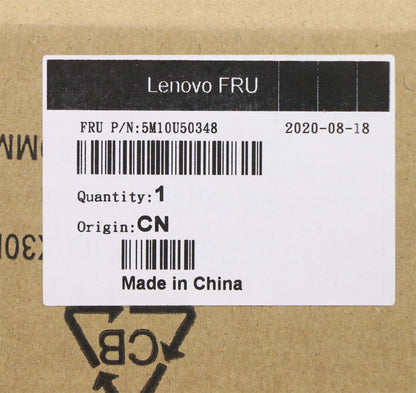 Lenovo FRU
FRU P/N:5M10U50348 2020-08-18
Quantity:1
Origin:CN
Made in China
CB